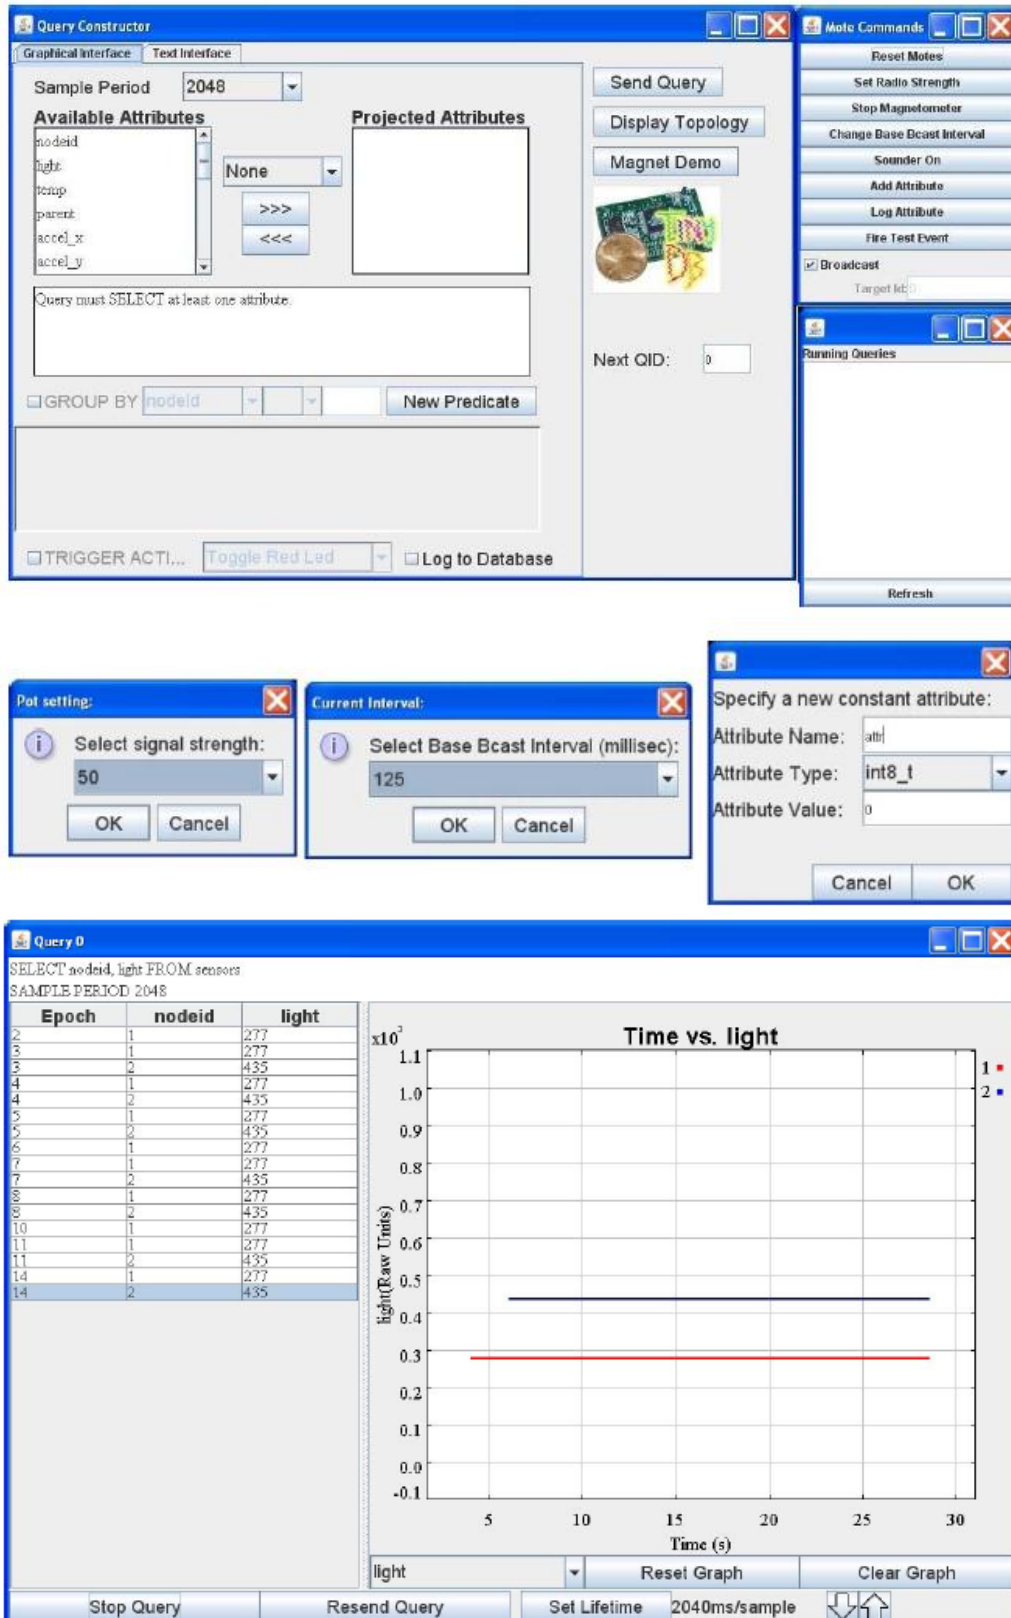 Query Constructor
Graphical Interface Text Interface
Sample Period 2048
Available Attributes
nodeid
light
temp
parent
accel_x
accel_y
None
>>>
<<<
Projected Attributes
Query must SELECT at least one attribute.
GROUP BY nodeid
New Predicate
TRIGGER ACTI... Toggle Red Led
Log to Database
Send Query
Display Topology
Magnet Demo
Next QID: 0
Mote Commands
Reset Motes
Set Radio Strength
Stop Magnetometer
Change Base Bcast Interval
Sounder On
Add Attribute
Log Attribute
Fire Test Event
Broadcast
Target Id: 0
Running Queries
Refresh
Pot setting:
Select signal strength:
50
OK Cancel
Current Interval:
Select Base Bcast Interval (millisec):
125
OK Cancel
Specify a new constant attribute:
Attribute Name: attr
Attribute Type: int8_t
Attribute Value: 0
Cancel OK
Query 0
SELECT nodeid, light FROM sensors
SAMPLE PERIOD 2048
Epoch nodeid light
2 1 277
3 1 277
3 2 435
4 1 277
4 2 435
5 1 277
5 2 435
6 1 277
7 1 277
7 2 435
8 1 277
8 2 435
10 1 277
11 1 277
11 2 435
14 1 277
14 2 435
Time vs. light
1
2
1.1
1.0
0.9
0.8
0.7
0.6
0.5
0.4
0.3
0.2
0.1
0.0
-0.1
light(Raw Units)
5 10 15 20 25 30
Time (s)
light Reset Graph Clear Graph
Stop Query Resend Query Set Lifetime 2040ms/sample